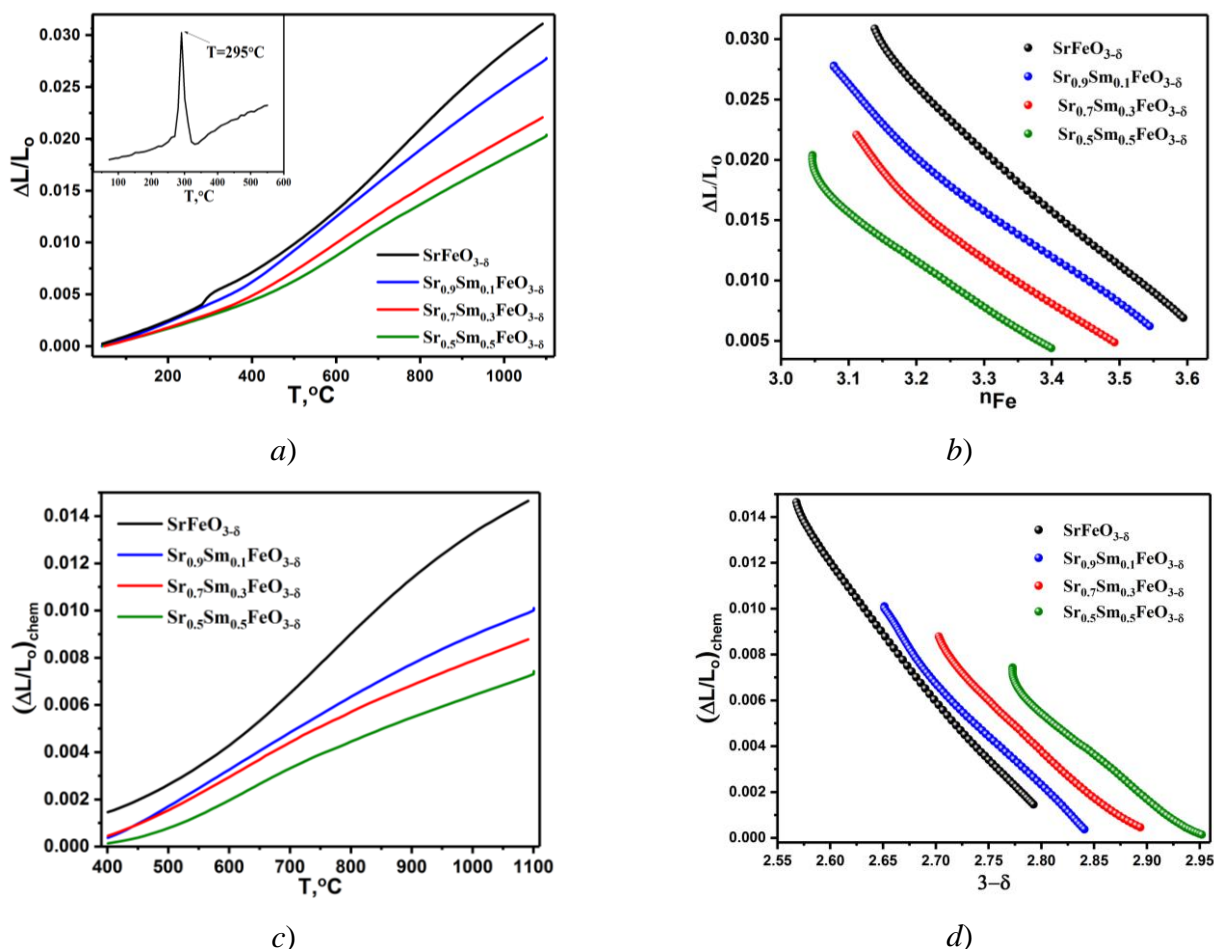 0.030
0.025
0.020
0.015
0.010
0.005
0.000
ΔL/Lo
T=295°C
100 200 300 400 500 600
T,°C
SrFeO3-δ
Sr0.9Sm0.1FeO3-δ
Sr0.7Sm0.3FeO3-δ
Sr0.5Sm0.5FeO3-δ
200 400 600 800 1000
T,°C
a)
0.030
0.025
0.020
0.015
0.010
0.005
ΔL/Lo
SrFeO3-δ
Sr0.9Sm0.1FeO3-δ
Sr0.7Sm0.3FeO3-δ
Sr0.5Sm0.5FeO3-δ
3.0 3.1 3.2 3.3 3.4 3.5 3.6
nFe
b)
0.014
0.012
0.010
0.008
0.006
0.004
0.002
0.000
(ΔL/Lo)chem
SrFeO3-δ
Sr0.9Sm0.1FeO3-δ
Sr0.7Sm0.3FeO3-δ
Sr0.5Sm0.5FeO3-δ
400 500 600 700 800 900 1000 1100
T,°C
c)
0.014
0.012
0.010
0.008
0.006
0.004
0.002
0.000
(ΔL/Lo)chem
SrFeO3-δ
Sr0.9Sm0.1FeO3-δ
Sr0.7Sm0.3FeO3-δ
Sr0.5Sm0.5FeO3-δ
2.55 2.60 2.65 2.70 2.75 2.80 2.85 2.90 2.95
3–δ
d)